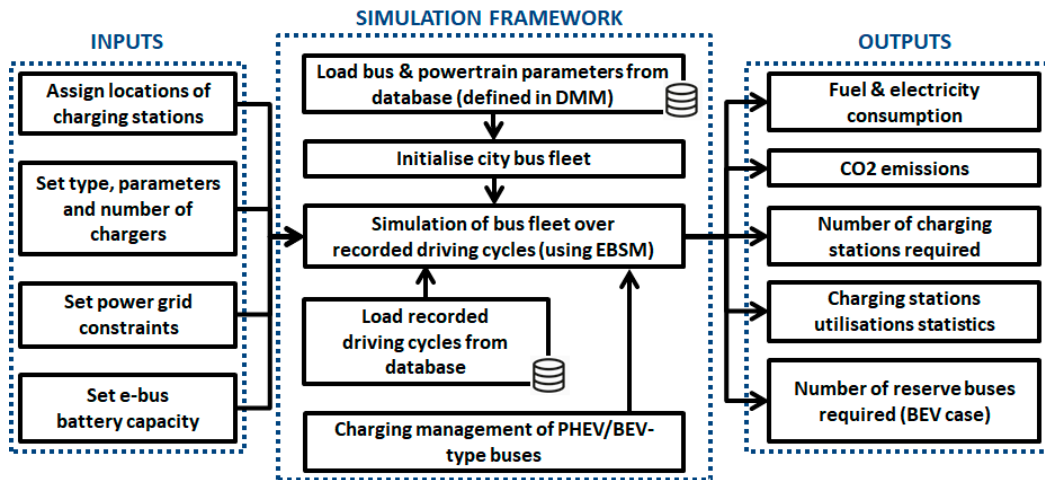 SIMULATION FRAMEWORK
INPUTS
Assign locations of
charging stations
Set type, parameters
and number of
chargers
Set power grid
constraints
Set e-bus
battery capacity
Load bus & powertrain parameters from
database (defined in DMM)
Initialise city bus fleet
Simulation of bus fleet over
recorded driving cycles (using EBSM)
Load recorded
driving cycles from
database
Charging management of PHEV/BEV-
type buses
OUTPUTS
Fuel & electricity
consumption
CO2 emissions
Number of charging
stations required
Charging stations
utilisations statistics
Number of reserve buses
required (BEV case)